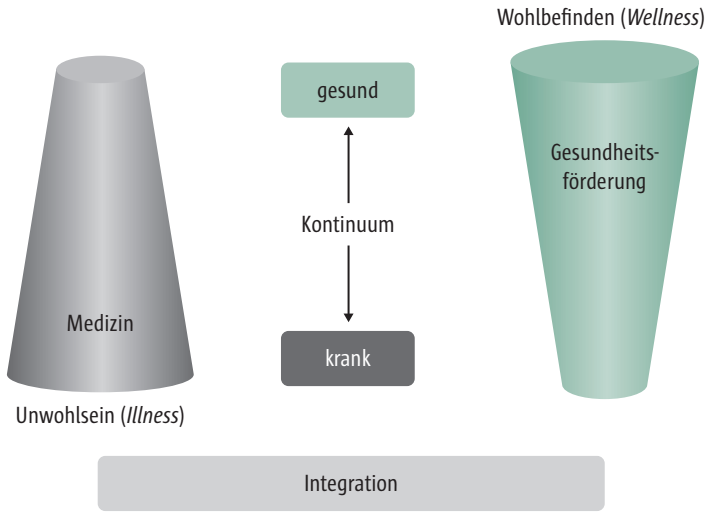 Wohlbefinden (Wellness)
gesund
Gesundheits-
förderung
Kontinuum
Medizin
krank
Unwohlsein (Illness)
Integration